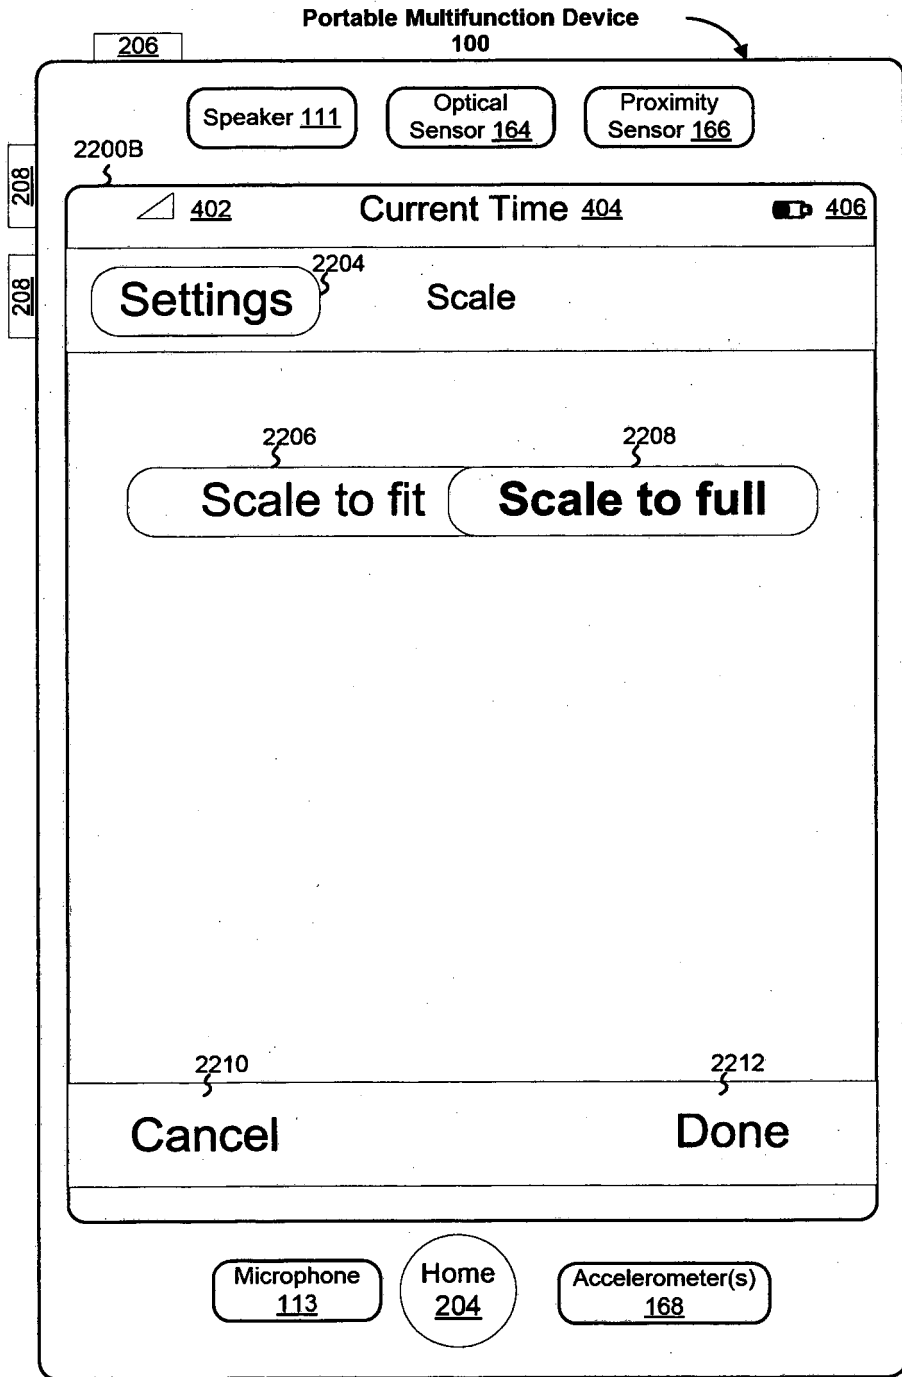 Portable Multifunction Device
100
206
Speaker 111
Optical
Sensor 164
Proximity
Sensor 166
2200B
208
402
Current Time 404
406
208
2204
Settings
Scale
2206
2208
Scale to fit
Scale to full
2210
2212
Cancel
Done
Microphone
113
Home
204
Accelerometer(s)
168